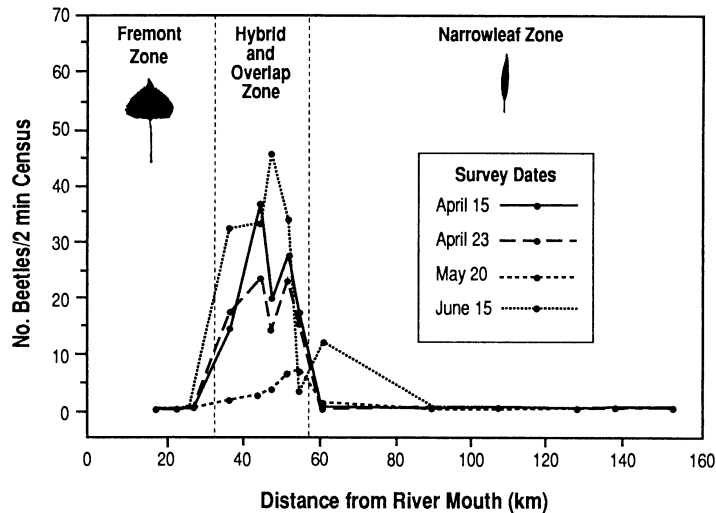 70
60
50
40
30
20
10
0
No. Beetles/2 min Census
Fremont
Zone
Hybrid
and
Overlap
Zone
Narrowleaf Zone
Survey Dates
April 15
April 23
May 20
June 15
0 20 40 60 80 100 120 140 160
Distance from River Mouth (km)